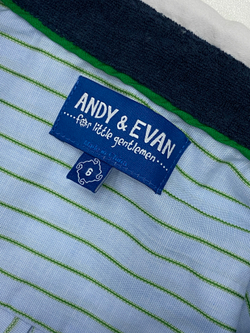 ANDY & EVAN
for little gentlemen
6